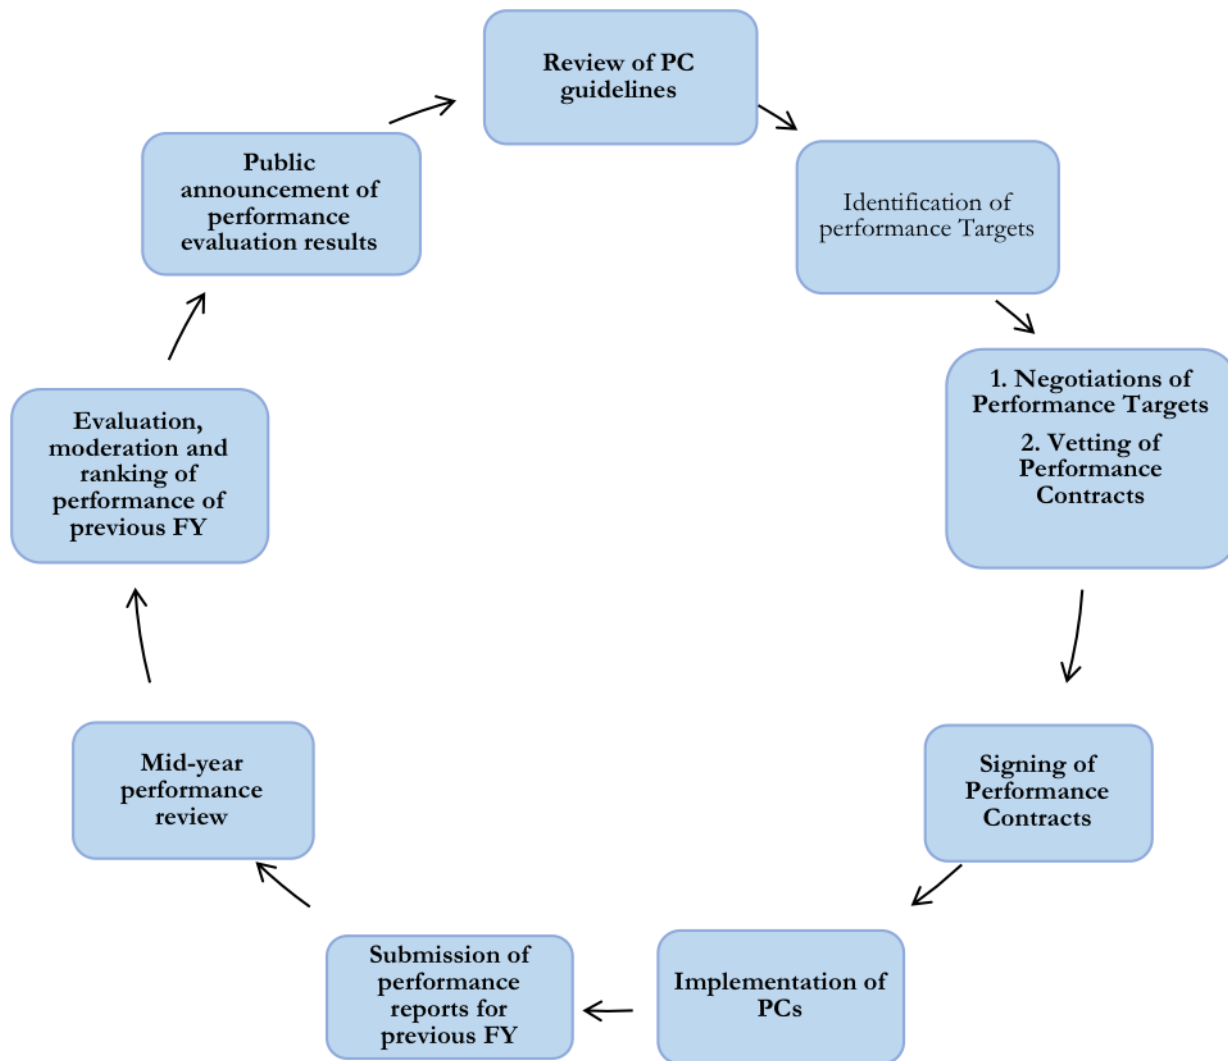 Review of PC
guidelines
Identification of
performance Targets
1. Negotiations of
Performance Targets
2. Vetting of
Performance
Contracts
Signing of
Performance
Contracts
Implementation of
PCs
Submission of
performance
reports for
previous FY
Mid-year
performance
review
Evaluation,
moderation and
ranking of
performance of
previous FY
Public
announcement of
performance
evaluation results